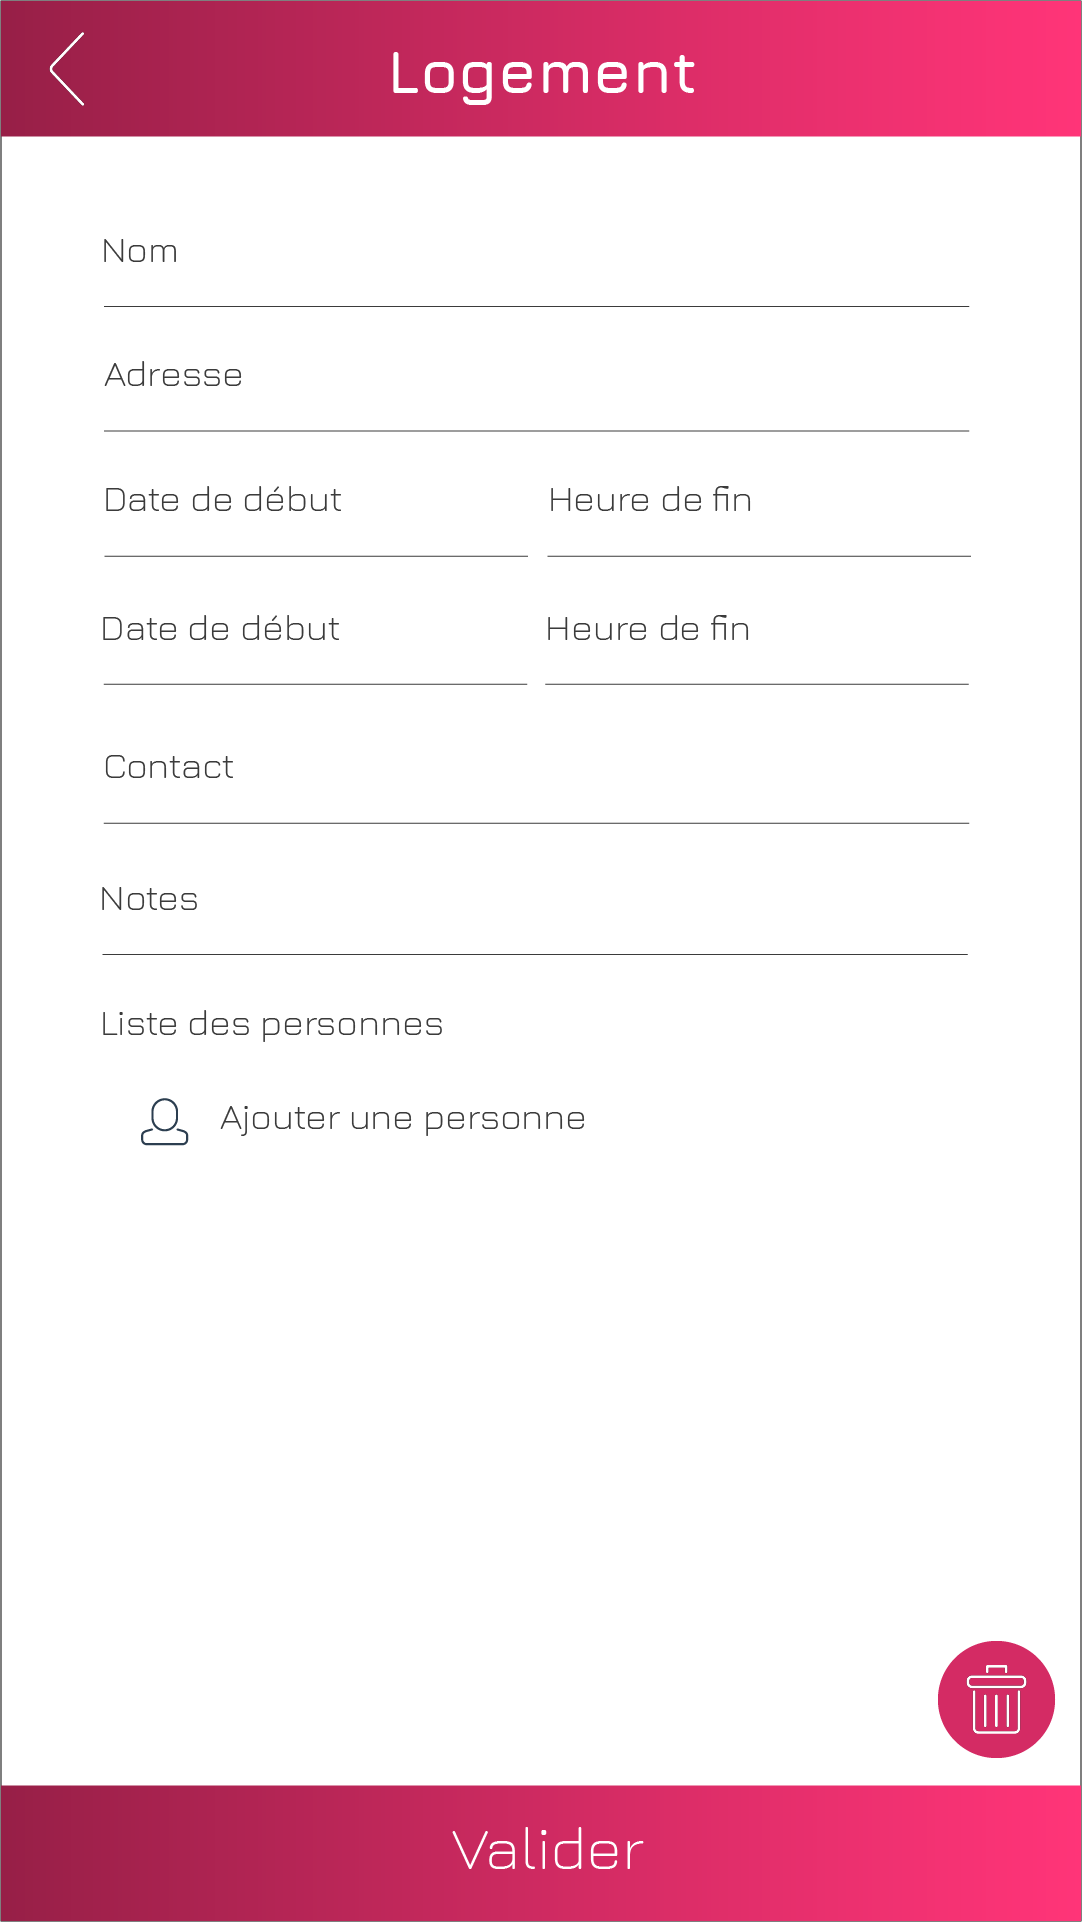 Logement
Nom
Adresse
Date de début
Heure de fin
Date de début
Heure de fin
Contact
Notes
Liste des personnes
Ajouter une personne
Valider